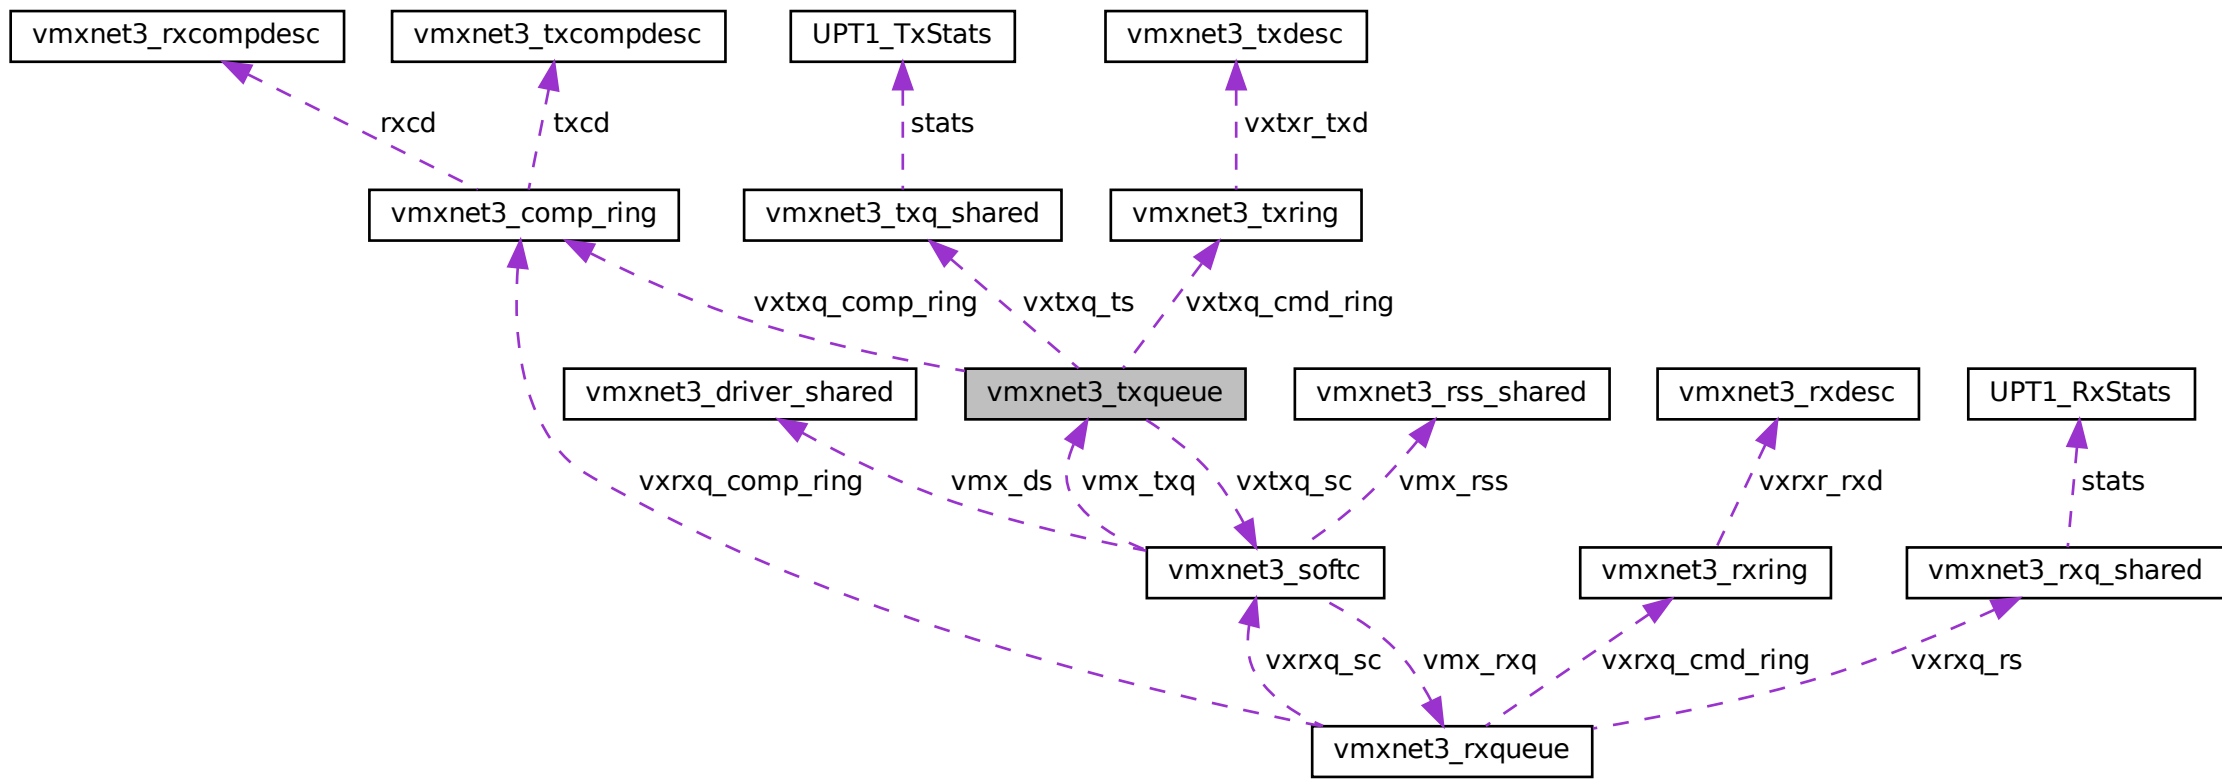 vmxnet3_rxcompdesc
vmxnet3_txcompdesc
UPT1_TxStats
vmxnet3_txdesc
rxcd
txcd
stats
vxtxr_txd
vmxnet3_comp_ring
vmxnet3_txq_shared
vmxnet3_txring
vxtxq_comp_ring
vxtxq_ts
vxtxq_cmd_ring
vmxnet3_driver_shared
vmxnet3_txqueue
vmxnet3_rss_shared
vmxnet3_rxdesc
UPT1_RxStats
vxrxq_comp_ring
vmx_ds
vmx_txq
vxtxq_sc
vmx_rss
vxrxr_rxd
stats
vmxnet3_softc
vmxnet3_rxring
vmxnet3_rxq_shared
vxrxq_sc
vmx_rxq
vxrxq_cmd_ring
vxrxq_rs
vmxnet3_rxqueue